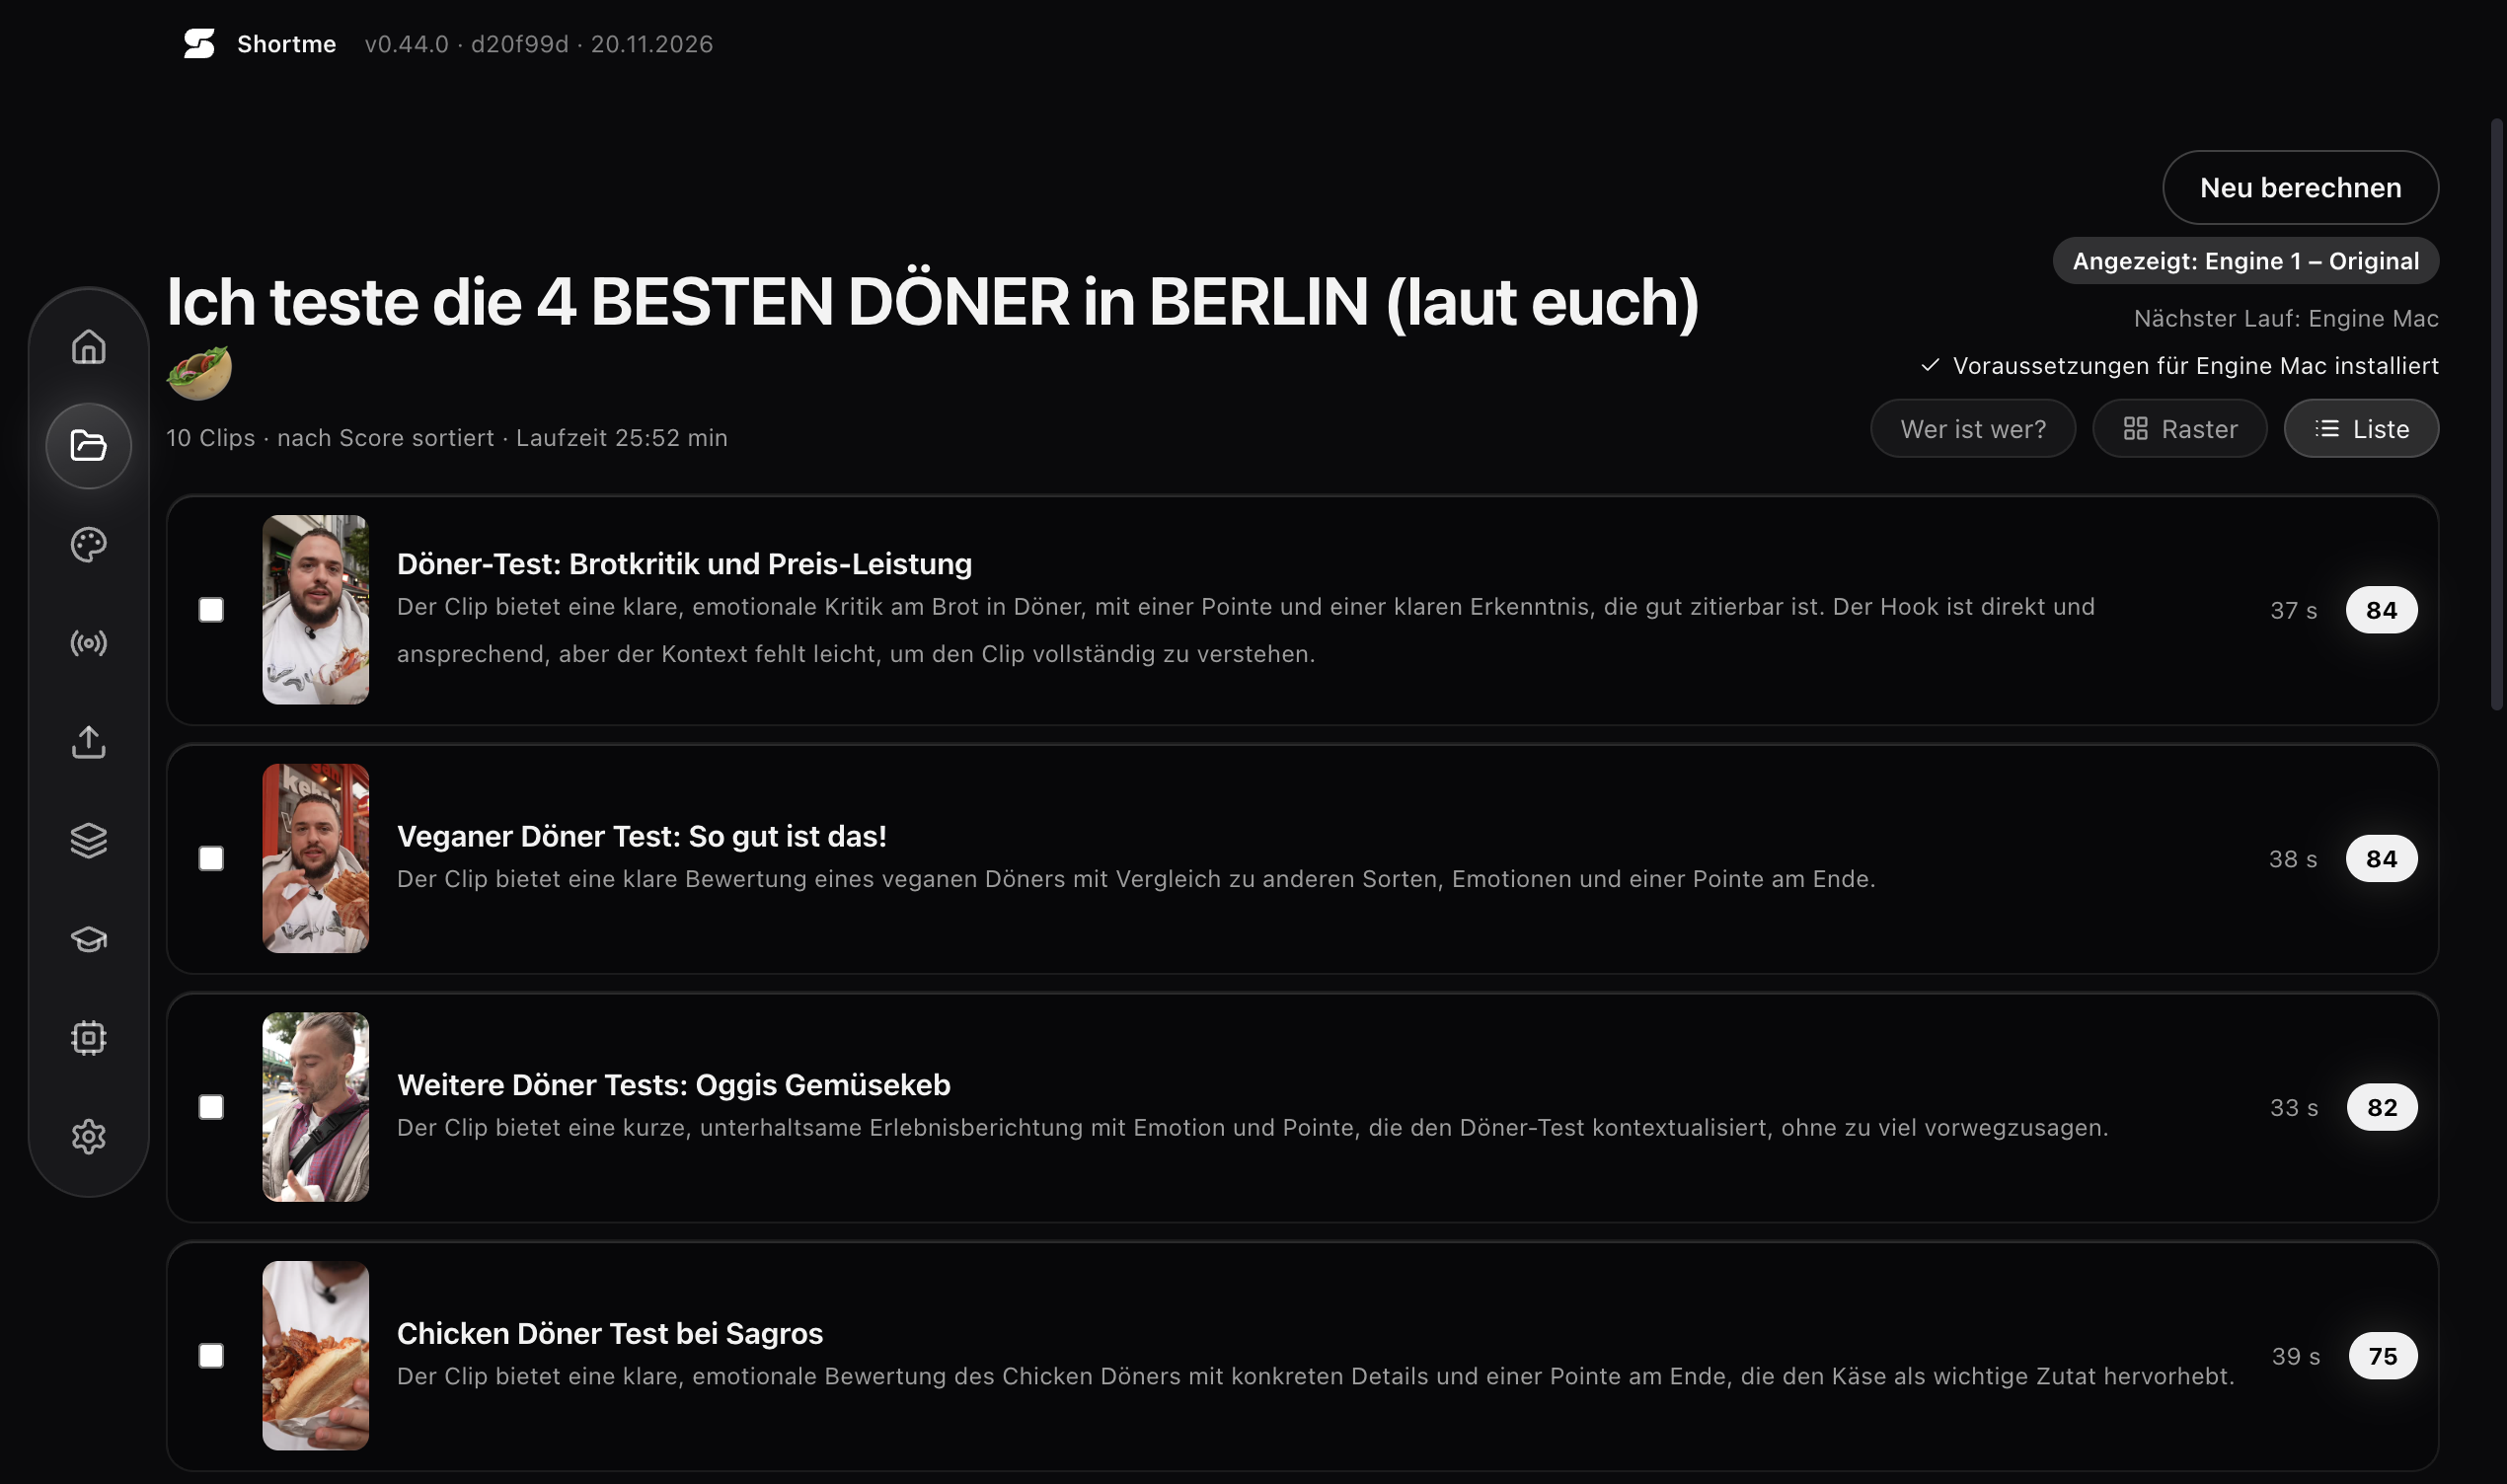 Shortme v0.44.0 · d20f99d · 20.11.2026
Neu berechnen
Angezeigt: Engine 1 – Original
Nächster Lauf: Engine Mac
✓ Voraussetzungen für Engine Mac installiert
Ich teste die 4 BESTEN DÖNER in BERLIN (laut euch)
🥙
10 Clips · nach Score sortiert · Laufzeit 25:52 min
Wer ist wer? Raster Liste
Döner-Test: Brotkritik und Preis-Leistung
Der Clip bietet eine klare, emotionale Kritik am Brot in Döner, mit einer Pointe und einer klaren Erkenntnis, die gut zitierbar ist. Der Hook ist direkt und
ansprechend, aber der Kontext fehlt leicht, um den Clip vollständig zu verstehen.
37 s 84
Veganer Döner Test: So gut ist das!
Der Clip bietet eine klare Bewertung eines veganen Döners mit Vergleich zu anderen Sorten, Emotionen und einer Pointe am Ende.
38 s 84
Weitere Döner Tests: Oggis Gemüsekeb
Der Clip bietet eine kurze, unterhaltsame Erlebnisberichtung mit Emotion und Pointe, die den Döner-Test kontextualisiert, ohne zu viel vorwegzusagen.
33 s 82
Chicken Döner Test bei Sagros
Der Clip bietet eine klare, emotionale Bewertung des Chicken Döners mit konkreten Details und einer Pointe am Ende, die den Käse als wichtige Zutat hervorhebt.
39 s 75